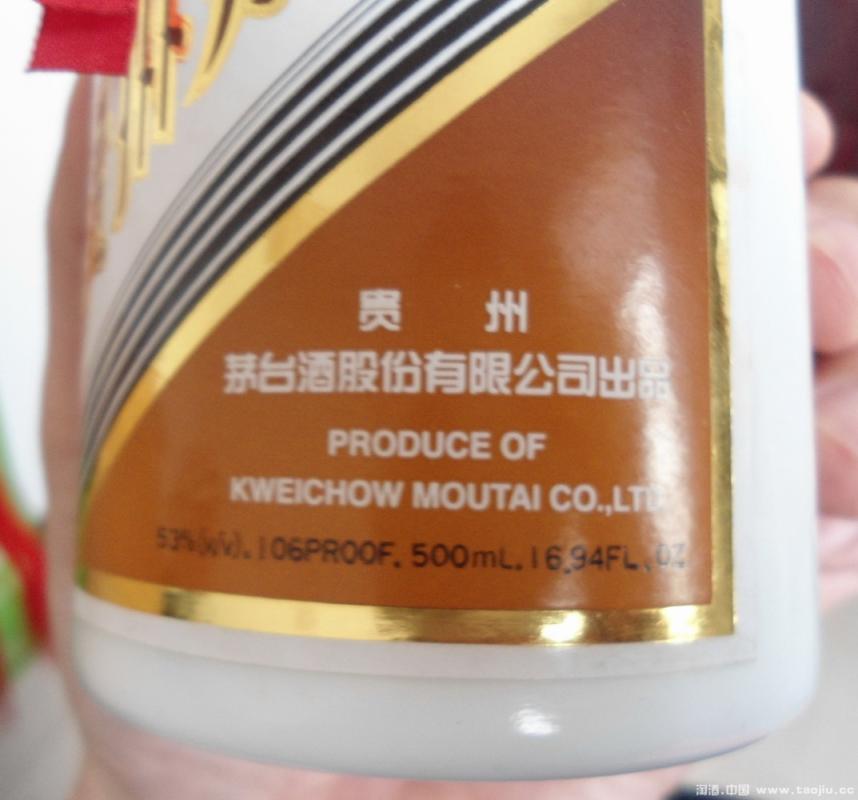 贵 州
茅台酒股份有限公司出品
PRODUCE OF
KWEICHOW MOUTAI CO.,LTD
53%(v/v).106PROOF. 500mL.16.94FL.OZ
淘酒.中国 www.taojiu.cc